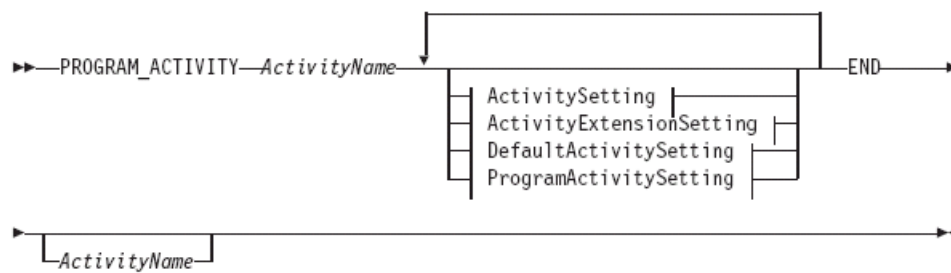 PROGRAM_ACTIVITY ActivityName END
ActivitySetting
ActivityExtensionSetting
DefaultActivitySetting
ProgramActivitySetting
ActivityName